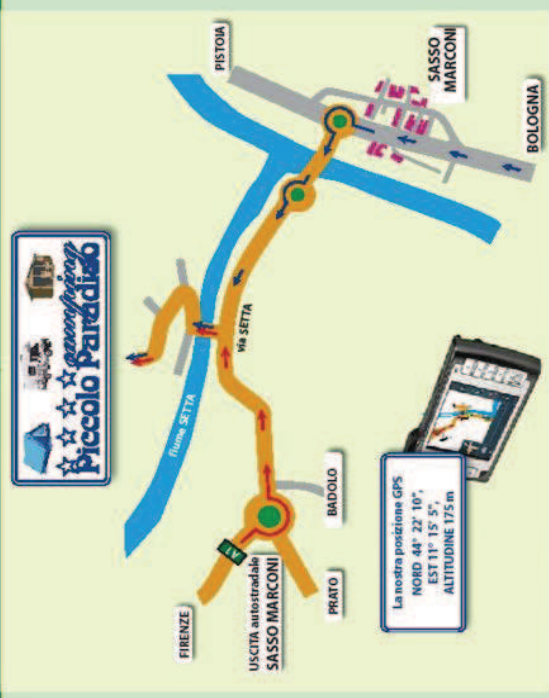 camping
Piccolo Paradiso
PISTOIA
SASSO
MARCONI
BOLOGNA
fiume SETTA
via SETTA
A1
FIRENZE
USCITA autostradale
SASSO MARCONI
PRATO
BADOLO
La nostra posizione GPS
NORD 44° 22' 10",
EST 11° 15' 5",
ALTITUDINE 175 m